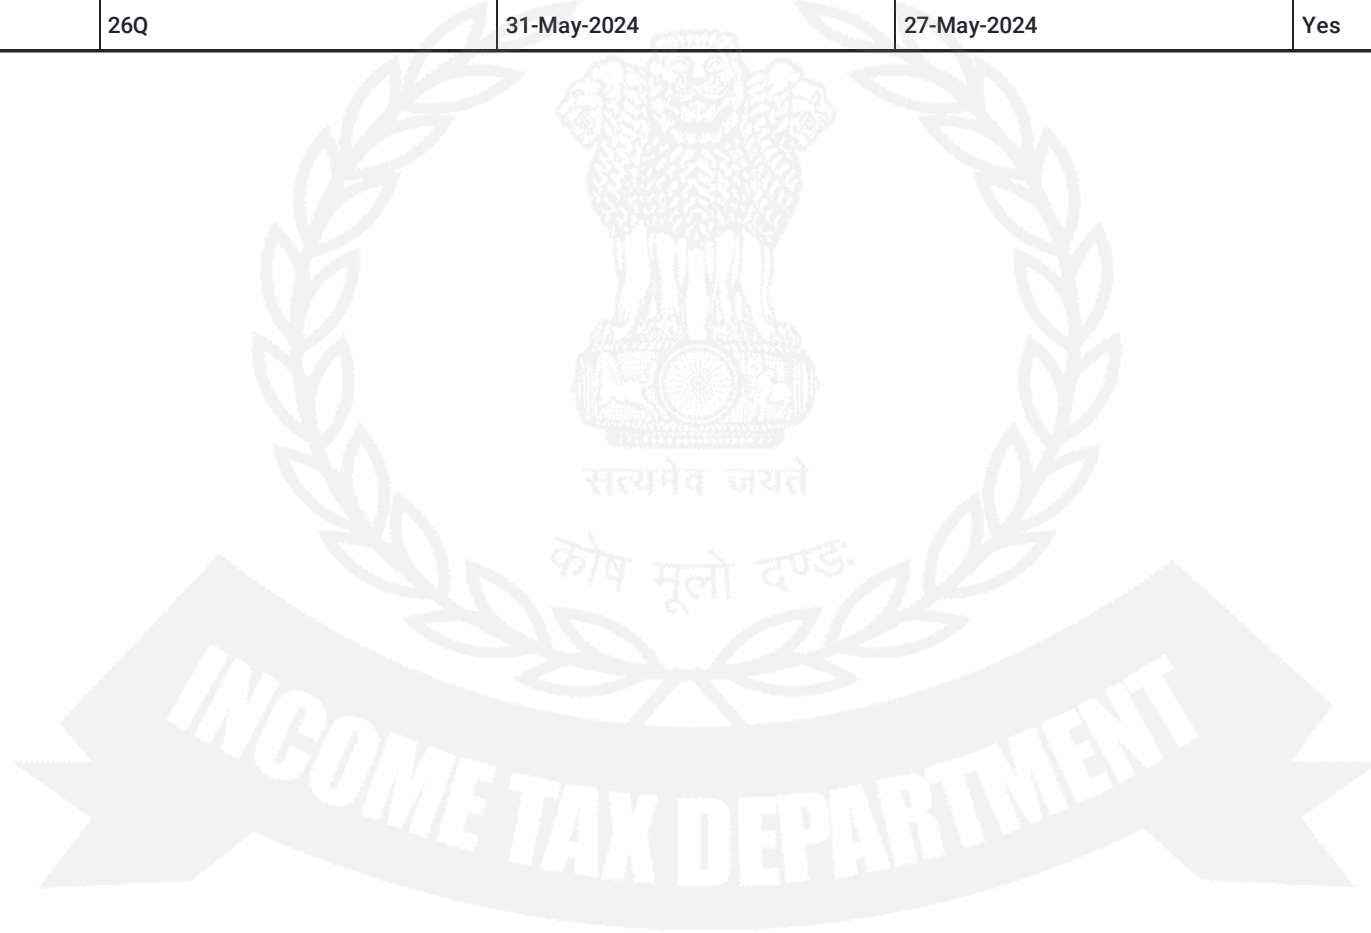 26Q 31-May-2024 27-May-2024 Yes
सत्यमेव जयते
कोष मूलो दण्डः
INCOME TAX DEPARTMENT